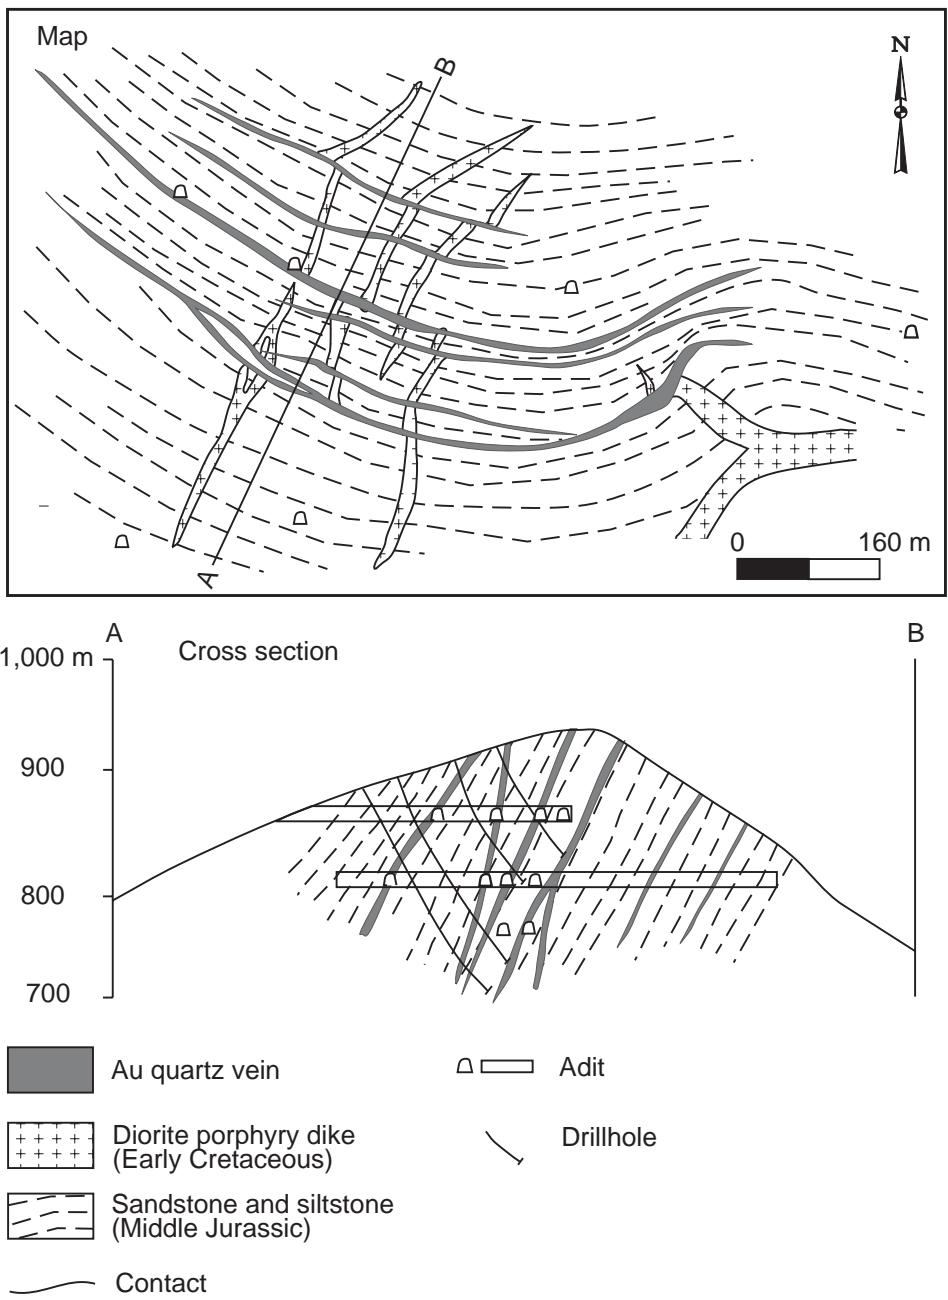 Map
N
B
A
0 160 m
A B
Cross section
1,000 m
900
800
700
Au quartz vein
Adit
Diorite porphyry dike
(Early Cretaceous)
Drillhole
Sandstone and siltstone
(Middle Jurassic)
Contact